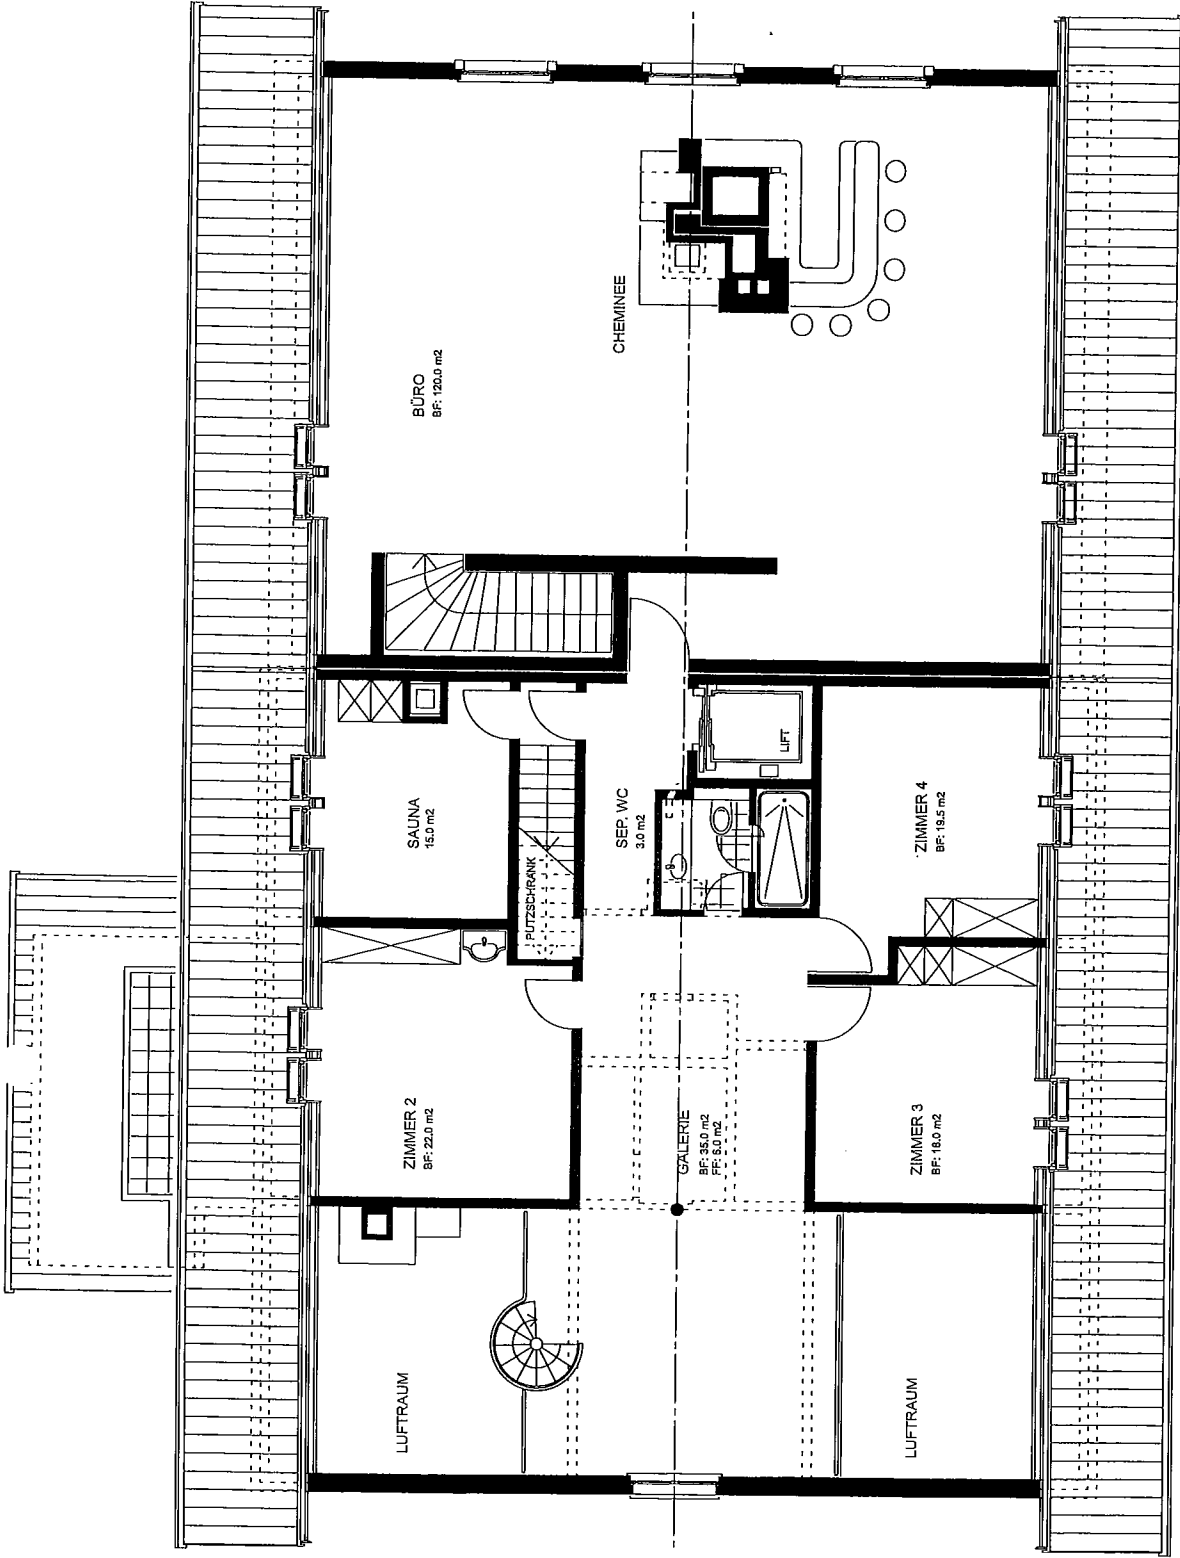 BÜRO
BF: 120.0 m2
CHEMINEE
SAUNA
15.0 m2
PUTZSCHRANK
SEP. WC
3.0 m2
LIFT
ZIMMER 4
BF: 19.5 m2
ZIMMER 2
BF: 22.0 m2
GALERIE
BF: 35.0 m2
FF: 6.0 m2
ZIMMER 3
BF: 18.0 m2
LUFTRAUM
LUFTRAUM